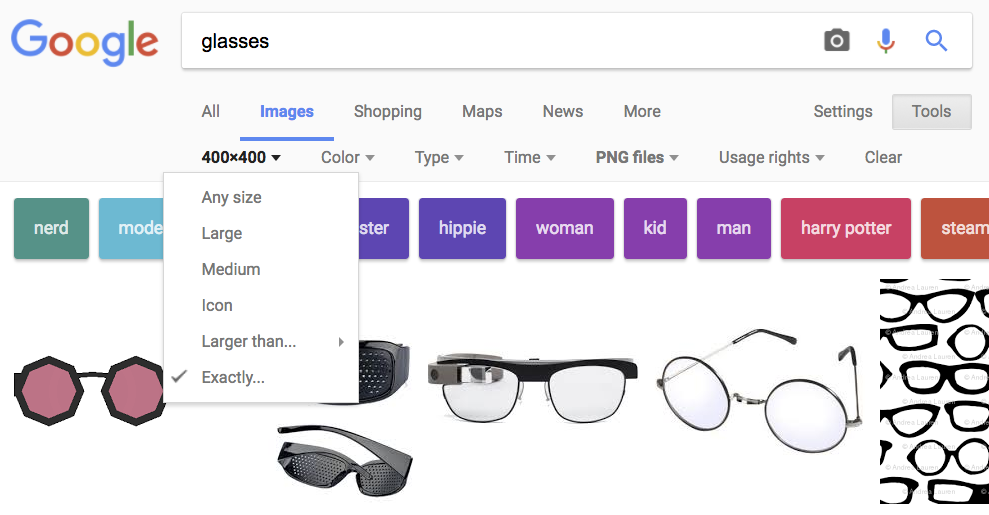 Google
glasses
All Images Shopping Maps News More Settings Tools
400×400 Color Type Time PNG files Usage rights Clear
Any size
Large
Medium
Icon
Larger than...
Exactly...
nerd mode ster hippie woman kid man harry potter steam
© Andrea Lauren